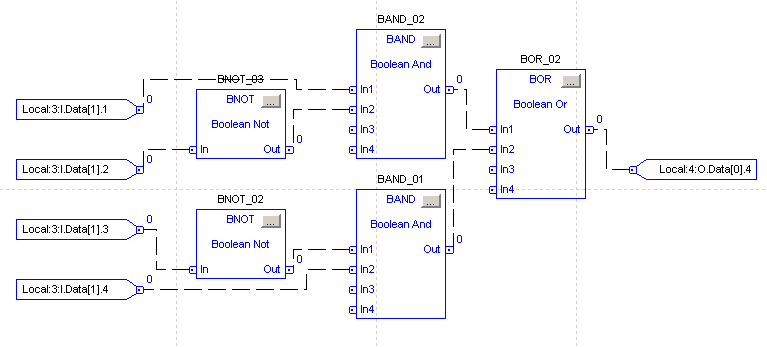 BAND_02
BAND ...
Boolean And
In1 Out 0
In2
In3
In4
BOR_02
BOR ...
Boolean Or
In1 Out 0
In2
In3
In4
BNOT_03
BNOT ...
Boolean Not
In Out 0
Local:3:I.Data[1].1 0
Local:3:I.Data[1].2 0
Local:4:O.Data[0].4
BAND_01
BAND ...
Boolean And
In1 Out 0
In2
In3
In4
BNOT_02
BNOT ...
Boolean Not
In Out 0
Local:3:I.Data[1].3 0
Local:3:I.Data[1].4 0